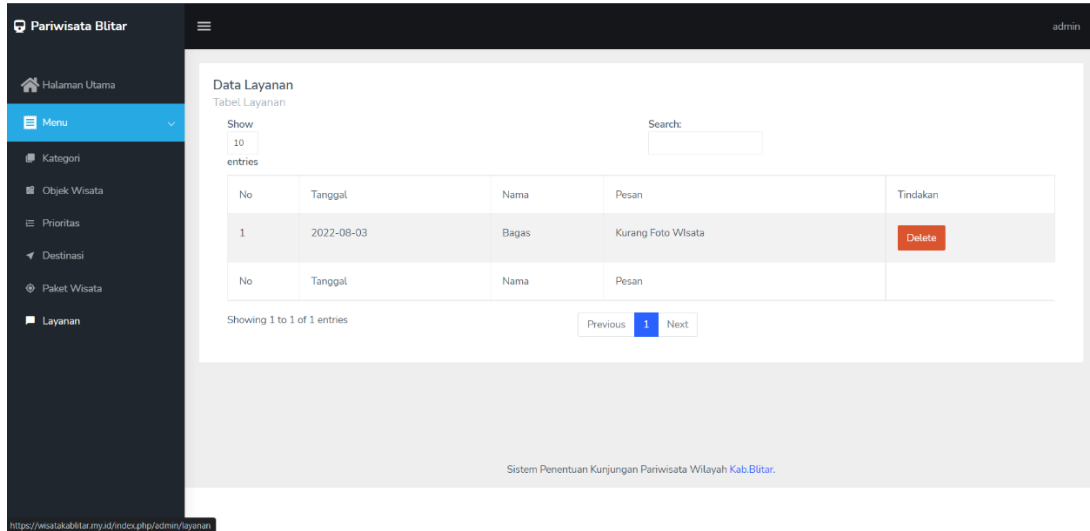 Pariwisata Blitar
admin
Halaman Utama
Menu
Kategori
Objek Wisata
Prioritas
Destinasi
Paket Wisata
Layanan
Data Layanan
Tabel Layanan
Show
10
entries
Search:
No Tanggal Nama Pesan Tindakan
1 2022-08-03 Bagas Kurang Foto WIsata Delete
No Tanggal Nama Pesan
Showing 1 to 1 of 1 entries
Previous 1 Next
Sistem Penentuan Kunjungan Pariwisata Wilayah Kab.Blitar.
https://wisatakablitar.my.id/index.php/admin/layanan